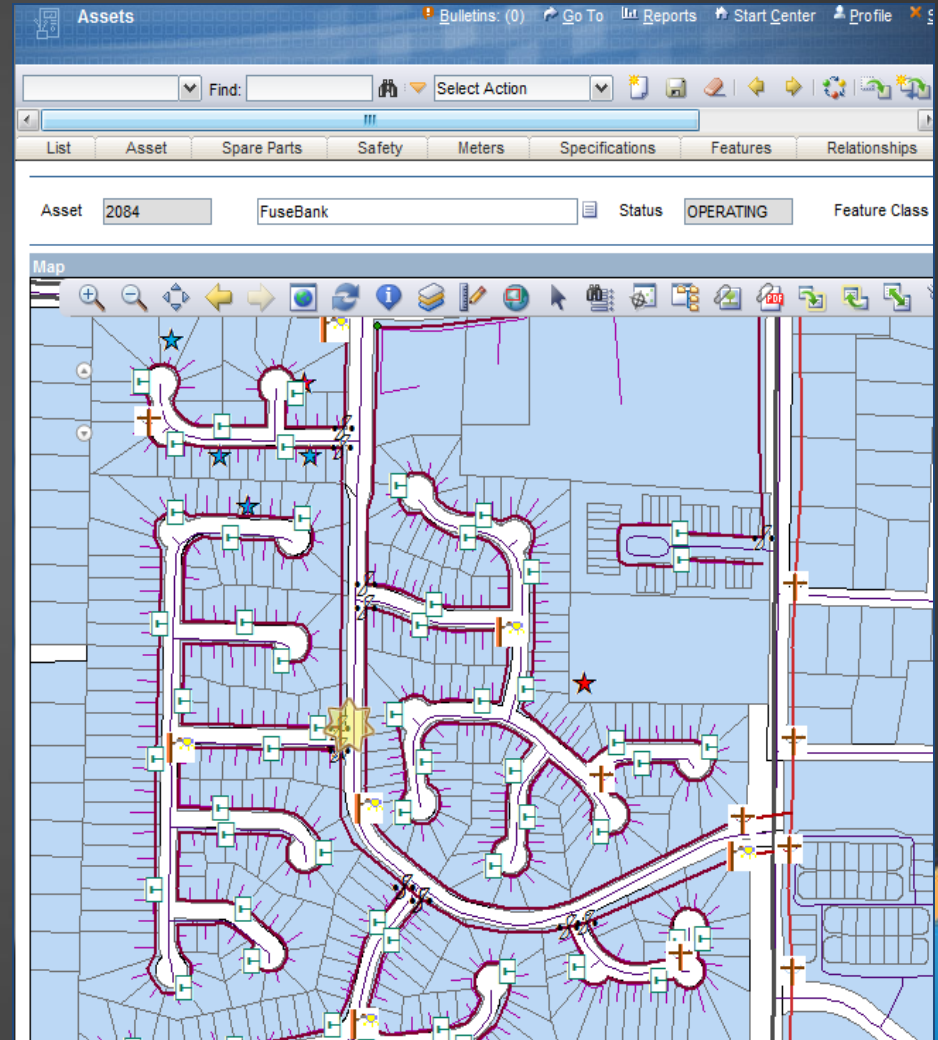 Assets
Bulletins: (0) Go To Reports Start Center Profile
Find: Select Action
List Asset Spare Parts Safety Meters Specifications Features Relationships
Asset 2084 FuseBank Status OPERATING Feature Class
Map
PDF